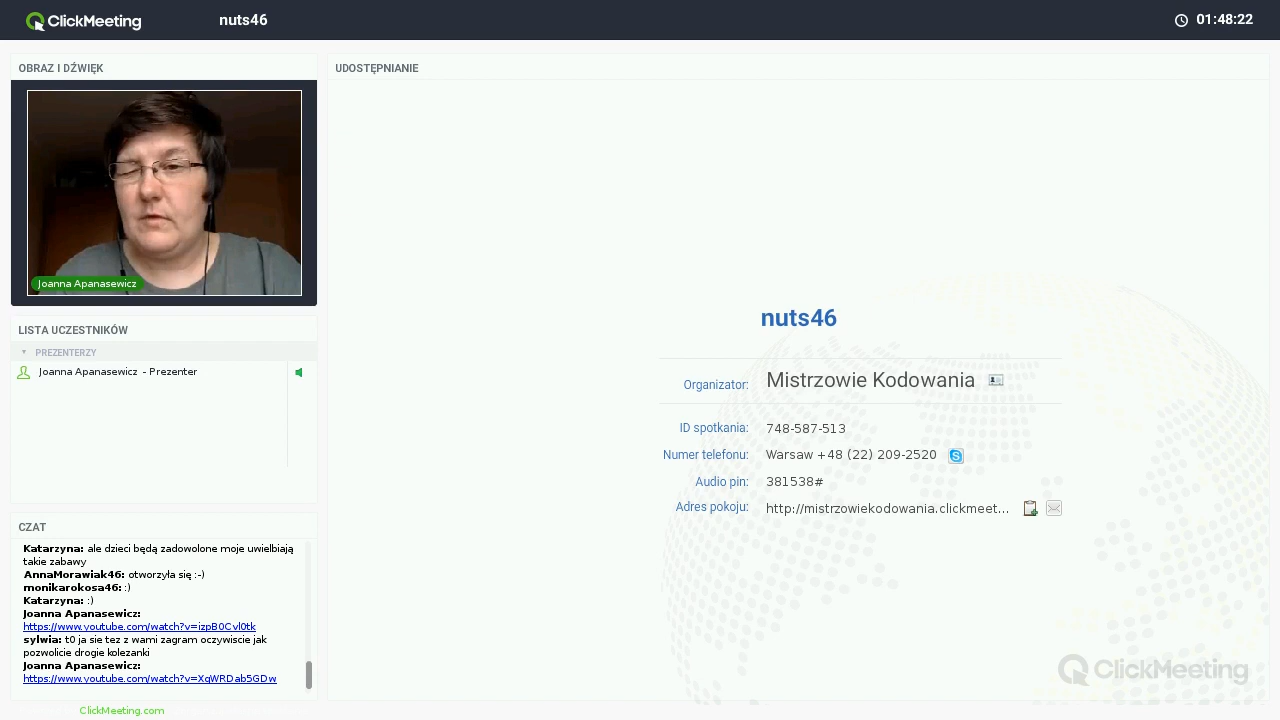 ClickMeeting
nuts46
01:48:22
OBRAZ I DŹWIĘK
Joanna Apanasewicz
LISTA UCZESTNIKÓW
PREZENTERZY
Joanna Apanasewicz - Prezenter
CZAT
Katarzyna: ale dzieci będą zadowolone moje uwielbiają
takie zabawy
AnnaMorawiak46: otworzyła się :-)
monikarokosa46: :)
Katarzyna: :)
Joanna Apanasewicz:
https://www.youtube.com/watch?v=izpB0Cvl0tk
sylwia: t0 ja sie tez z wami zagram oczywiscie jak
pozwolicie drogie kolezanki
Joanna Apanasewicz:
https://www.youtube.com/watch?v=XqWRDab5GDw
ClickMeeting.com
UDOSTĘPNIANIE
nuts46
Organizator: Mistrzowie Kodowania
ID spotkania: 748-587-513
Numer telefonu: Warsaw +48 (22) 209-2520
Audio pin: 381538#
Adres pokoju: http://mistrzowiekodowania.clickmeet...
ClickMeeting